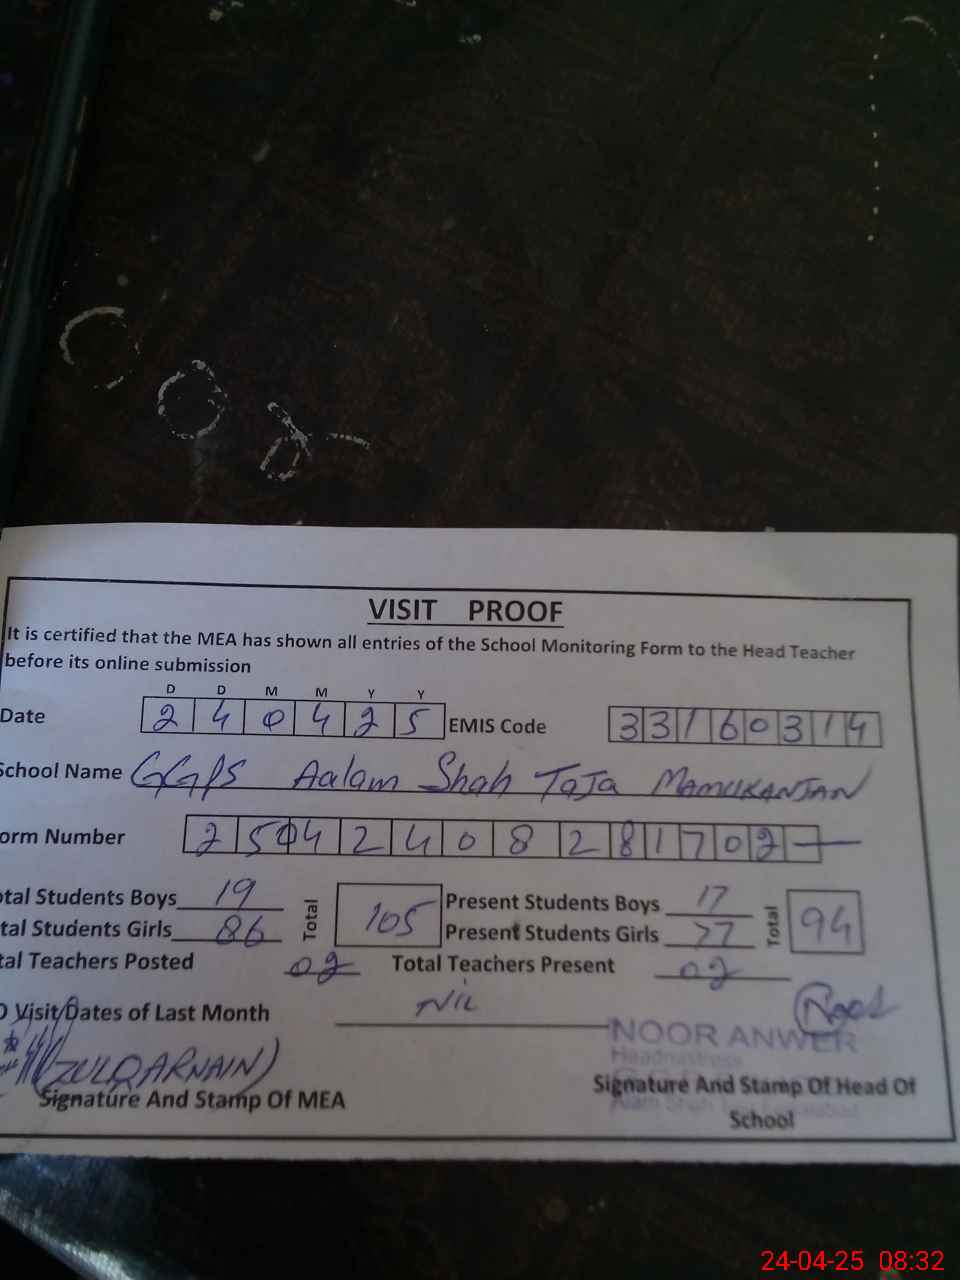 VISIT PROOF
It is certified that the MEA has shown all entries of the School Monitoring Form to the Head Teacher
before its online submission
D D M M Y Y
Date 2 4 0 4 2 5 EMIS Code 3 3 1 6 0 3 1 4
School Name GGPS Aalam Shah TaJa MAMUKANJAN
orm Number 2 5 0 4 2 4 0 8 2 8 1 7 0 2
otal Students Boys 19 Total 105 Present Students Boys 17 Total 94
tal Students Girls 86 Present Students Girls 77
tal Teachers Posted 02 Total Teachers Present 02
O Visit Dates of Last Month Nil
NOOR ANWER
Headmistress
(ZULQARNAIN)
Signature And Stamp Of MEA Signature And Stamp Of Head Of
School
24-04-25 08:32